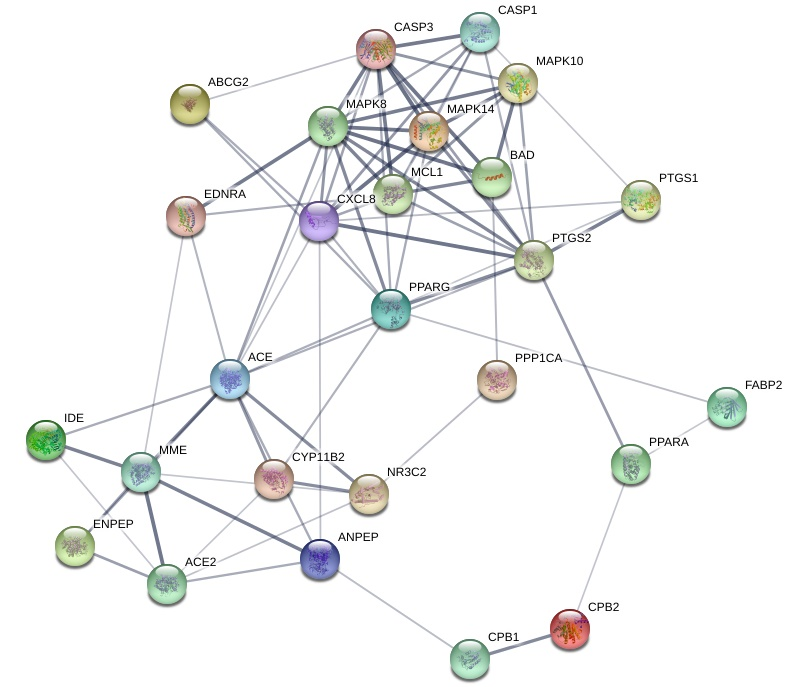 CASP1
CASP3
MAPK10
ABCG2
MAPK8
MAPK14
BAD
MCL1
PTGS1
EDNRA
CXCL8
PTGS2
PPARG
ACE
PPP1CA
FABP2
IDE
PPARA
MME
CYP11B2
NR3C2
ENPEP
ANPEP
ACE2
CPB2
CPB1